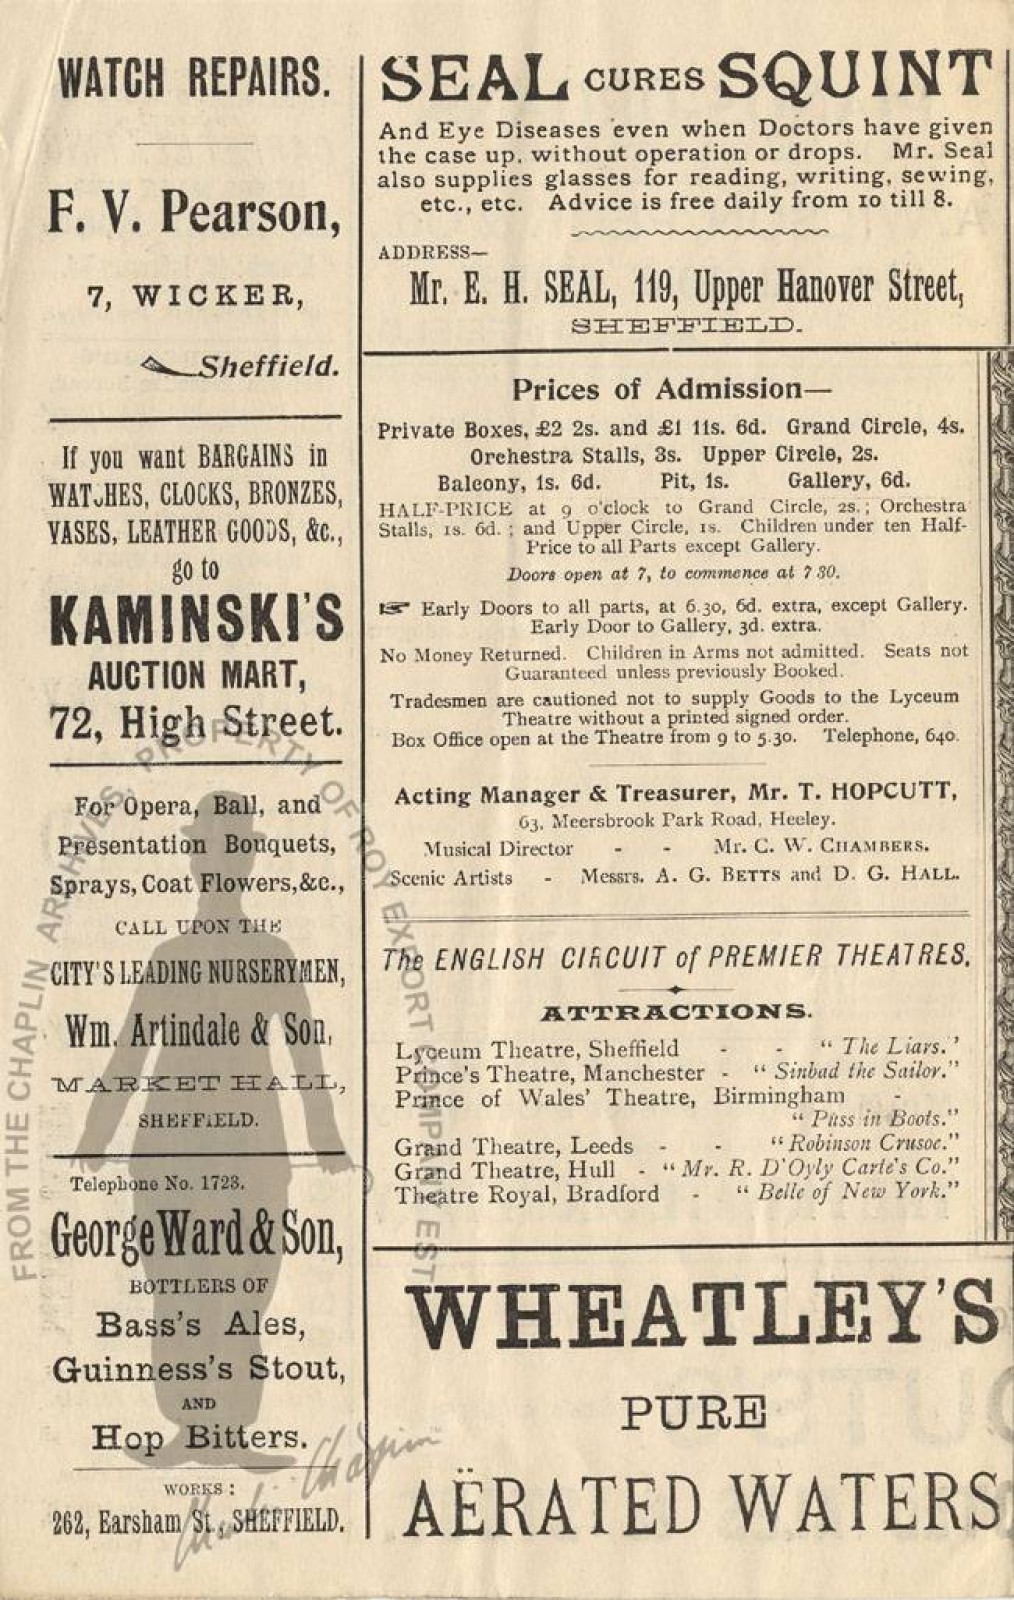 WATCH REPAIRS.
F. V. Pearson,
7, WICKER,
Sheffield.
If you want BARGAINS in
WATCHES, CLOCKS, BRONZES,
VASES, LEATHER GOODS, &c.,
go to
KAMINSKI'S
AUCTION MART,
72, High Street.
For Opera, Ball, and
Presentation Bouquets,
Sprays, Coat Flowers,&c.,
CALL UPON THE
CITY'S LEADING NURSERYMEN,
Wm. Artindale & Son,
MARKET HALL,
SHEFFIELD.
Telephone No. 1723.
George Ward & Son,
BOTTLERS OF
Bass's Ales,
Guinness's Stout,
AND
Hop Bitters.
WORKS:
262, Earsham St., SHEFFIELD.
SEAL CURES SQUINT
And Eye Diseases even when Doctors have given
the case up, without operation or drops. Mr. Seal
also supplies glasses for reading, writing, sewing,
etc., etc. Advice is free daily from 10 till 8.
ADDRESS—
Mr. E. H. SEAL, 119, Upper Hanover Street,
SHEFFIELD.
Prices of Admission—
Private Boxes, £2 2s. and £1 11s. 6d. Grand Circle, 4s.
Orchestra Stalls, 3s. Upper Circle, 2s.
Balcony, 1s. 6d. Pit, 1s. Gallery, 6d.
HALF-PRICE at 9 o'clock to Grand Circle, 2s.; Orchestra
Stalls, 1s. 6d.; and Upper Circle, 1s. Children under ten Half-
Price to all Parts except Gallery.
Doors open at 7, to commence at 7 30.
☞ Early Doors to all parts, at 6.30, 6d. extra, except Gallery.
Early Door to Gallery, 3d. extra.
No Money Returned. Children in Arms not admitted. Seats not
Guaranteed unless previously Booked.
Tradesmen are cautioned not to supply Goods to the Lyceum
Theatre without a printed signed order.
Box Office open at the Theatre from 9 to 5.30. Telephone, 640.
Acting Manager & Treasurer, Mr. T. HOPCUTT,
63, Meersbrook Park Road, Heeley.
Musical Director - - Mr. C. W. CHAMBERS.
Scenic Artists - Messrs. A. G. BETTS and D. G. HALL.
The ENGLISH CIRCUIT of PREMIER THEATRES.
ATTRACTIONS.
Lyceum Theatre, Sheffield - - "The Liars."
Prince's Theatre, Manchester - "Sinbad the Sailor."
Prince of Wales' Theatre, Birmingham -
"Puss in Boots."
Grand Theatre, Leeds - - "Robinson Crusoe."
Grand Theatre, Hull - "Mr. R. D'Oyly Carte's Co."
Theatre Royal, Bradford - "Belle of New York."
WHEATLEY'S
PURE
AËRATED WATERS
FROM THE CHAPLIN ARCHIVES, PROPERTY OF ROY EXPORT COMPANY EST
Charlie Chaplin